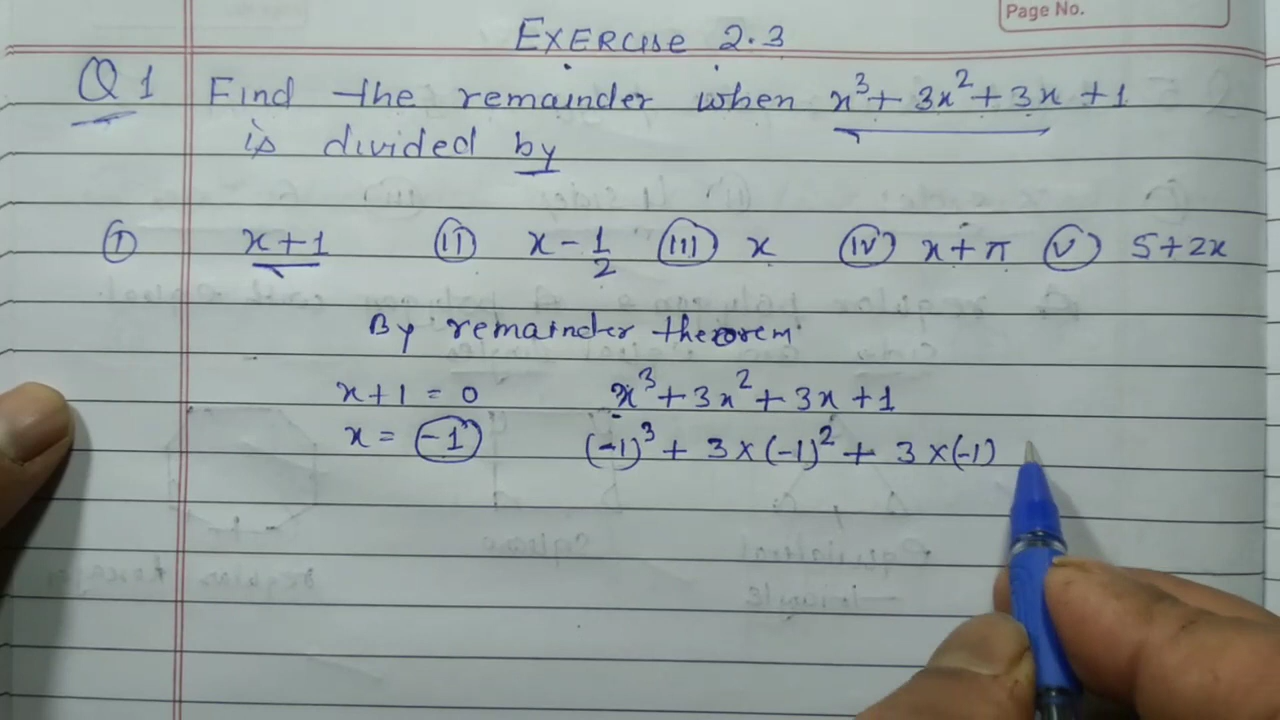 Page No.
EXERCISE 2.3
Q 1 Find the remainder when x³ + 3x² + 3x + 1
is divided by
(I) x + 1 (II) x - 1/2 (III) x (IV) x + π (V) 5 + 2x
By remainder theorem
x + 1 = 0 x³ + 3x² + 3x + 1
x = -1 (-1)³ + 3 × (-1)² + 3 × (-1)